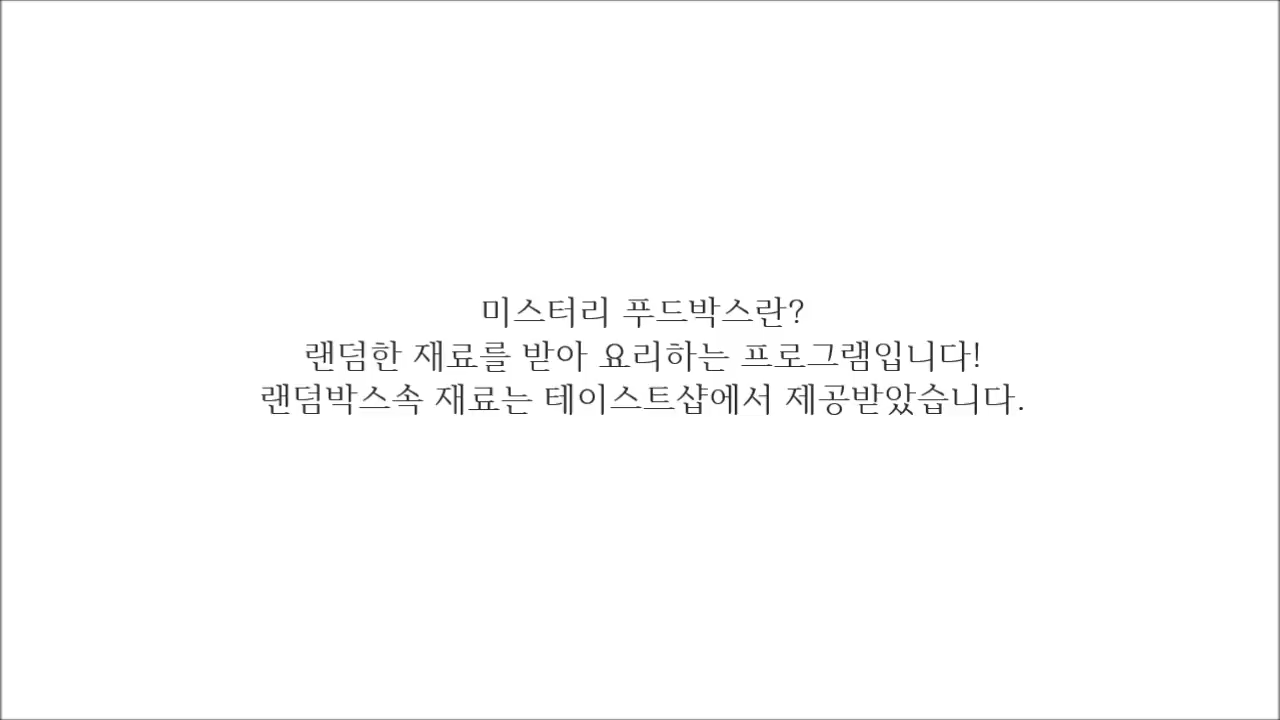 미스터리 푸드박스란?
랜덤한 재료를 받아 요리하는 프로그램입니다!
랜덤박스속 재료는 테이스트샵에서 제공받았습니다.